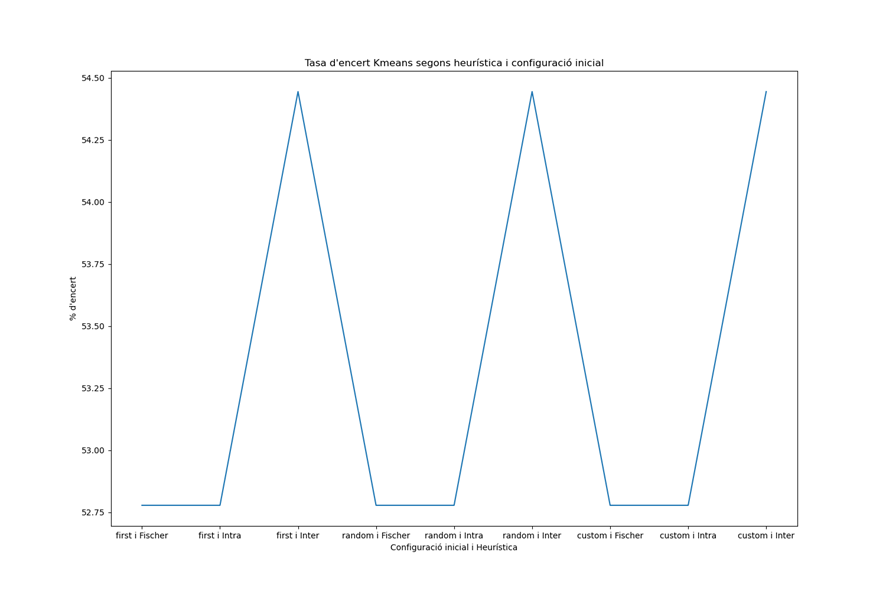 Tasa d'encert Kmeans segons heurística i configuració inicial
% d'encert
54.50
54.25
54.00
53.75
53.50
53.25
53.00
52.75
first i Fischer first i Intra first i Inter random i Fischer random i Intra random i Inter custom i Fischer custom i Intra custom i Inter
Configuració inicial i Heurística